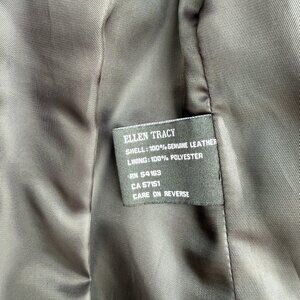 ELLEN TRACY
SHELL: 100% GENUINE LEATHER
LINING: 100% POLYESTER
RN 54163
CA 57151
CARE ON REVERSE